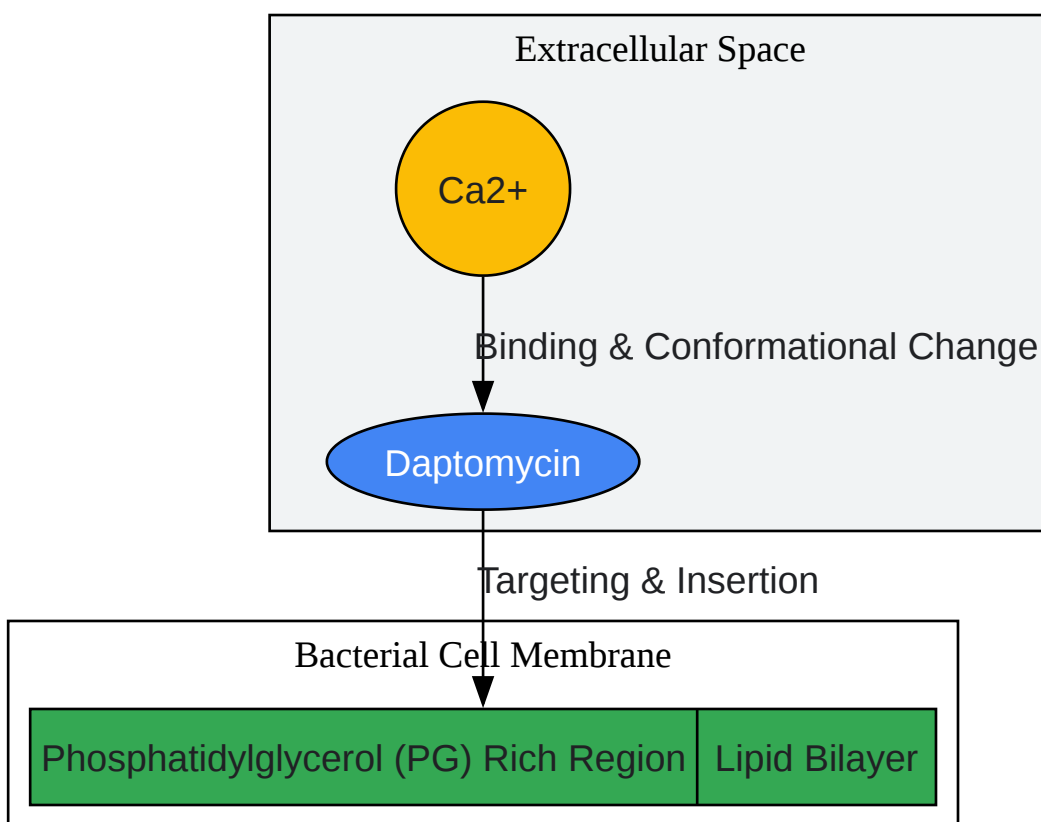 Extracellular Space
Ca2+
Binding & Conformational Change
Daptomycin
Targeting & Insertion
Bacterial Cell Membrane
Phosphatidylglycerol (PG) Rich Region
Lipid Bilayer